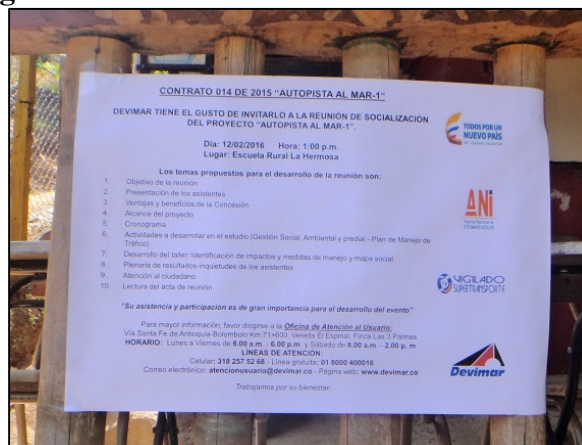 CONTRATO 014 DE 2015 "AUTOPISTA AL MAR-1"
DEVIMAR TIENE EL GUSTO DE INVITARLO A LA REUNIÓN DE SOCIALIZACIÓN
DEL PROYECTO "AUTOPISTA AL MAR-1".
Día: 12/02/2016 Hora: 1:00 p.m.
Lugar: Escuela Rural La Hermosa
Los temas propuestos para el desarrollo de la reunión son:
1. Objetivo de la reunión
2. Presentación de los asistentes
3. Ventajas y beneficios de la Concesión
4. Alcance del proyecto
5. Cronograma
6. Actividades a desarrollar en el estudio (Gestión Social, Ambiental y predial - Plan de Manejo de
Tráfico)
7. Desarrollo del taller: Identificación de impactos y medidas de manejo y mapa social.
8. Plenaria de resultados-inquietudes de los asistentes.
9. Atención al ciudadano
10. Lectura del acta de reunión
"Su asistencia y participación es de gran importancia para el desarrollo del evento"
Para mayor información, favor dirigirse a la Oficina de Atención al Usuario:
Vía Santa Fe de Antioquia-Bolombolo Km 71+600. Vereda El Espinal, Finca Las 3 Palmas
HORARIO: Lunes a Viernes de 8.00 a.m. - 6.00 p.m. y Sábado de 8.00 a.m. - 2.00 p. m
LÍNEAS DE ATENCIÓN:
Celular: 318 257 52 68 - Línea gratuita: 01 8000 400016
Correo electrónico: atencionusuario@devimar.co - Página web: www.devimar.co
Trabajamos por su bienestar.
TODOS POR UN
NUEVO PAÍS
ANI
VIGILADO
SUPERTRANSPORTE
Devimar